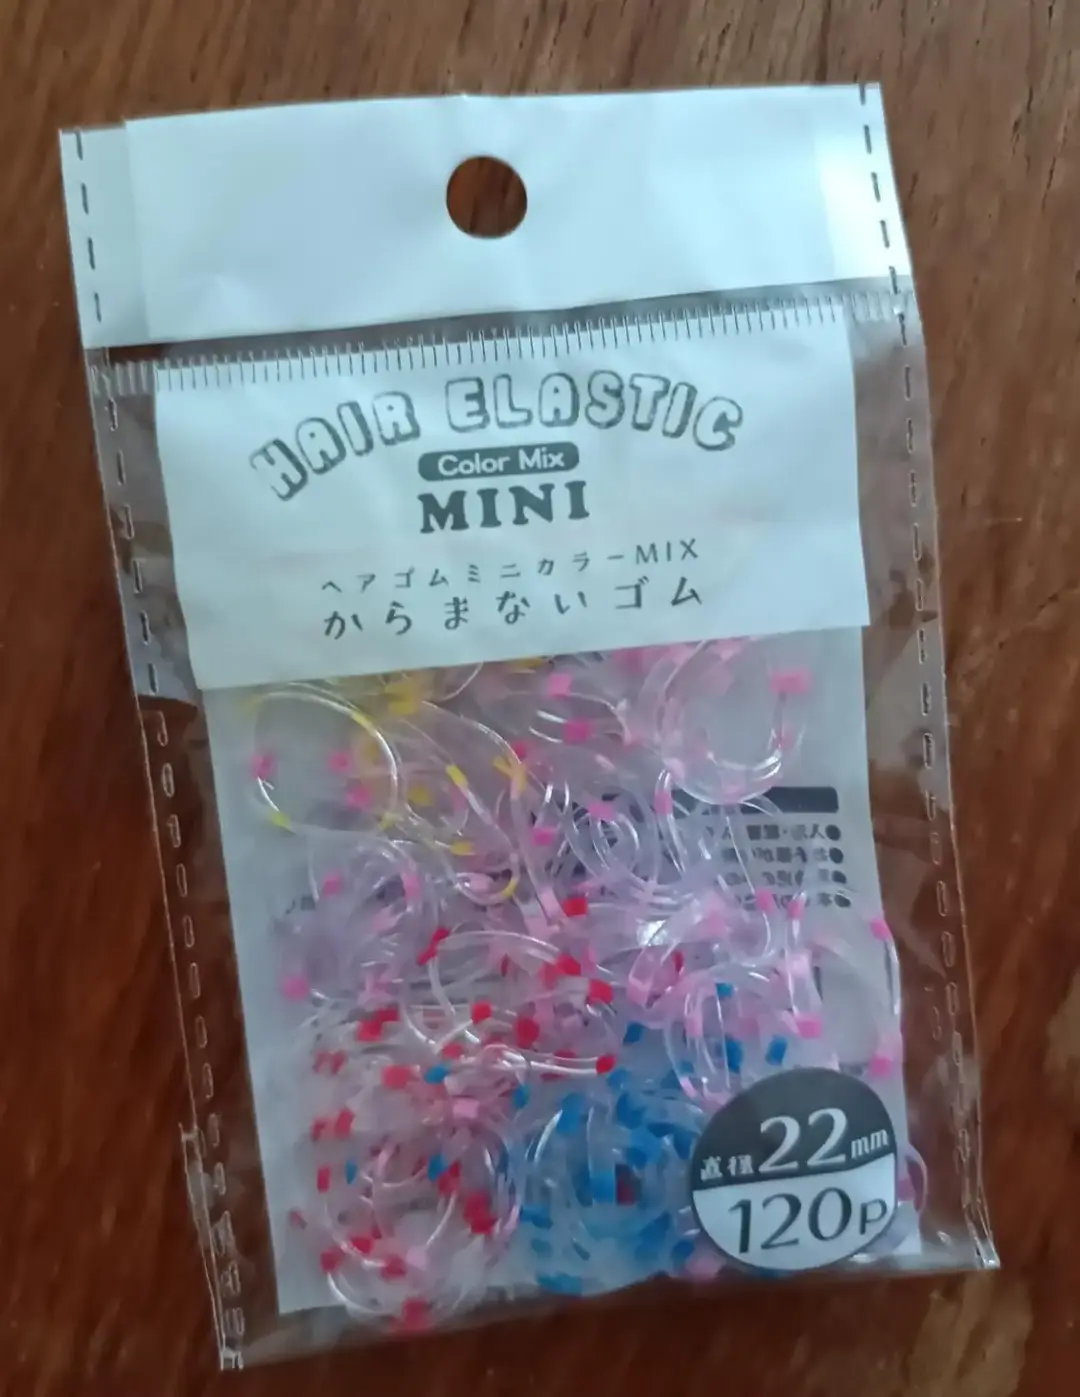 HAIR ELASTIC
Color Mix
MINI
ヘアゴムミニカラーMIX
からまないゴム
直径22mm
120P